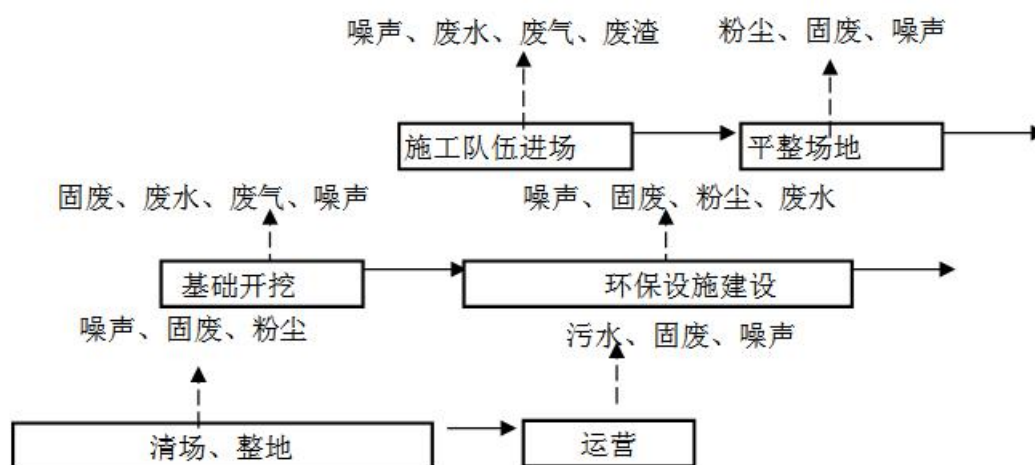 噪声、废水、废气、废渣
粉尘、固废、噪声
施工队伍进场
平整场地
固废、废水、废气、噪声
噪声、固废、粉尘、废水
基础开挖
环保设施建设
噪声、固废、粉尘
污水、固废、噪声
清场、整地
运营